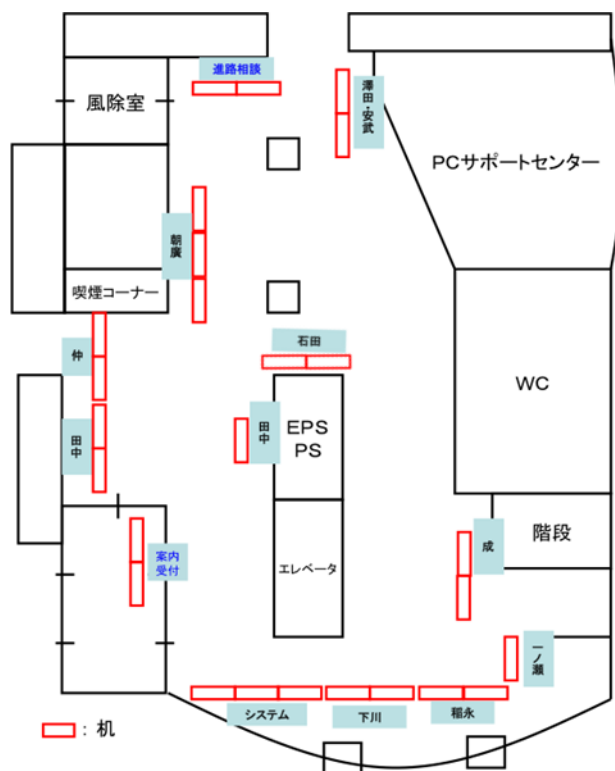 進路相談
風除室
澤田・安武
PCサポートセンター
朝廣
喫煙コーナー
仲
石田
WC
田中
田中
EPS
PS
案内
受付
エレベータ
成
階段
一ノ瀬
システム
下川
稲永
：机